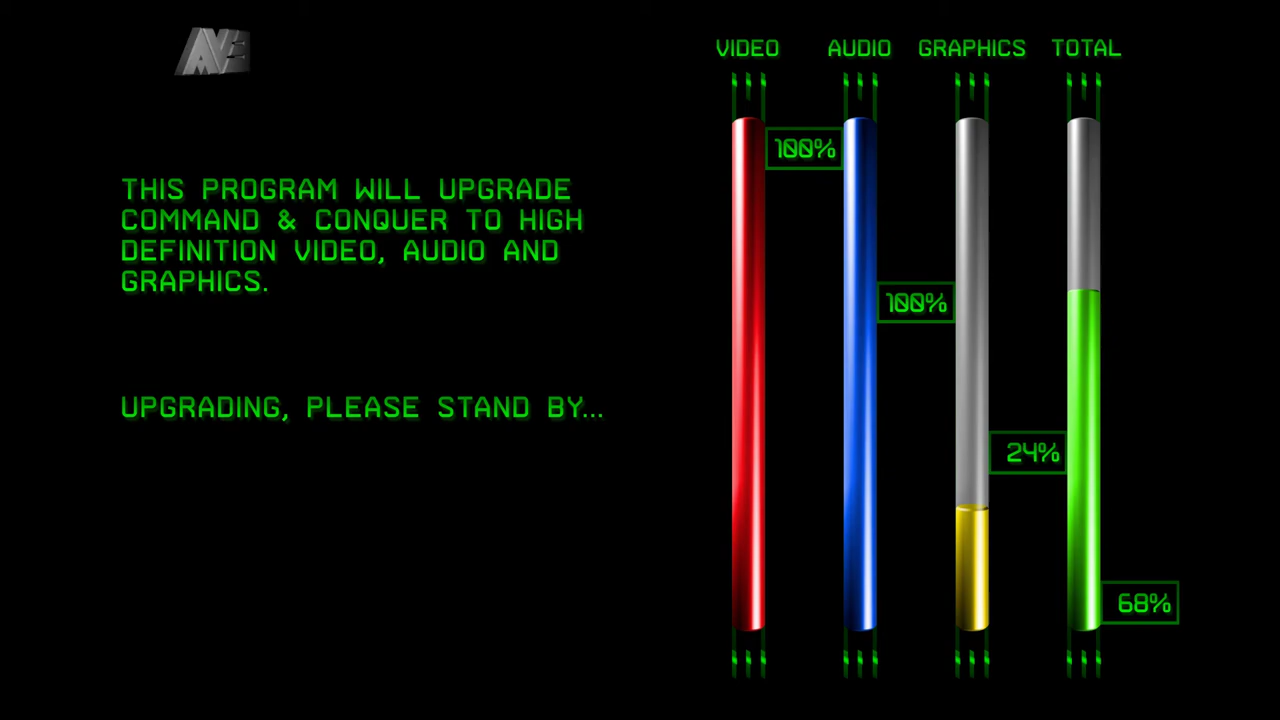 VIDEO AUDIO GRAPHICS TOTAL
100%
THIS PROGRAM WILL UPGRADE
COMMAND & CONQUER TO HIGH
DEFINITION VIDEO, AUDIO AND
GRAPHICS.
100%
UPGRADING, PLEASE STAND BY...
24%
68%